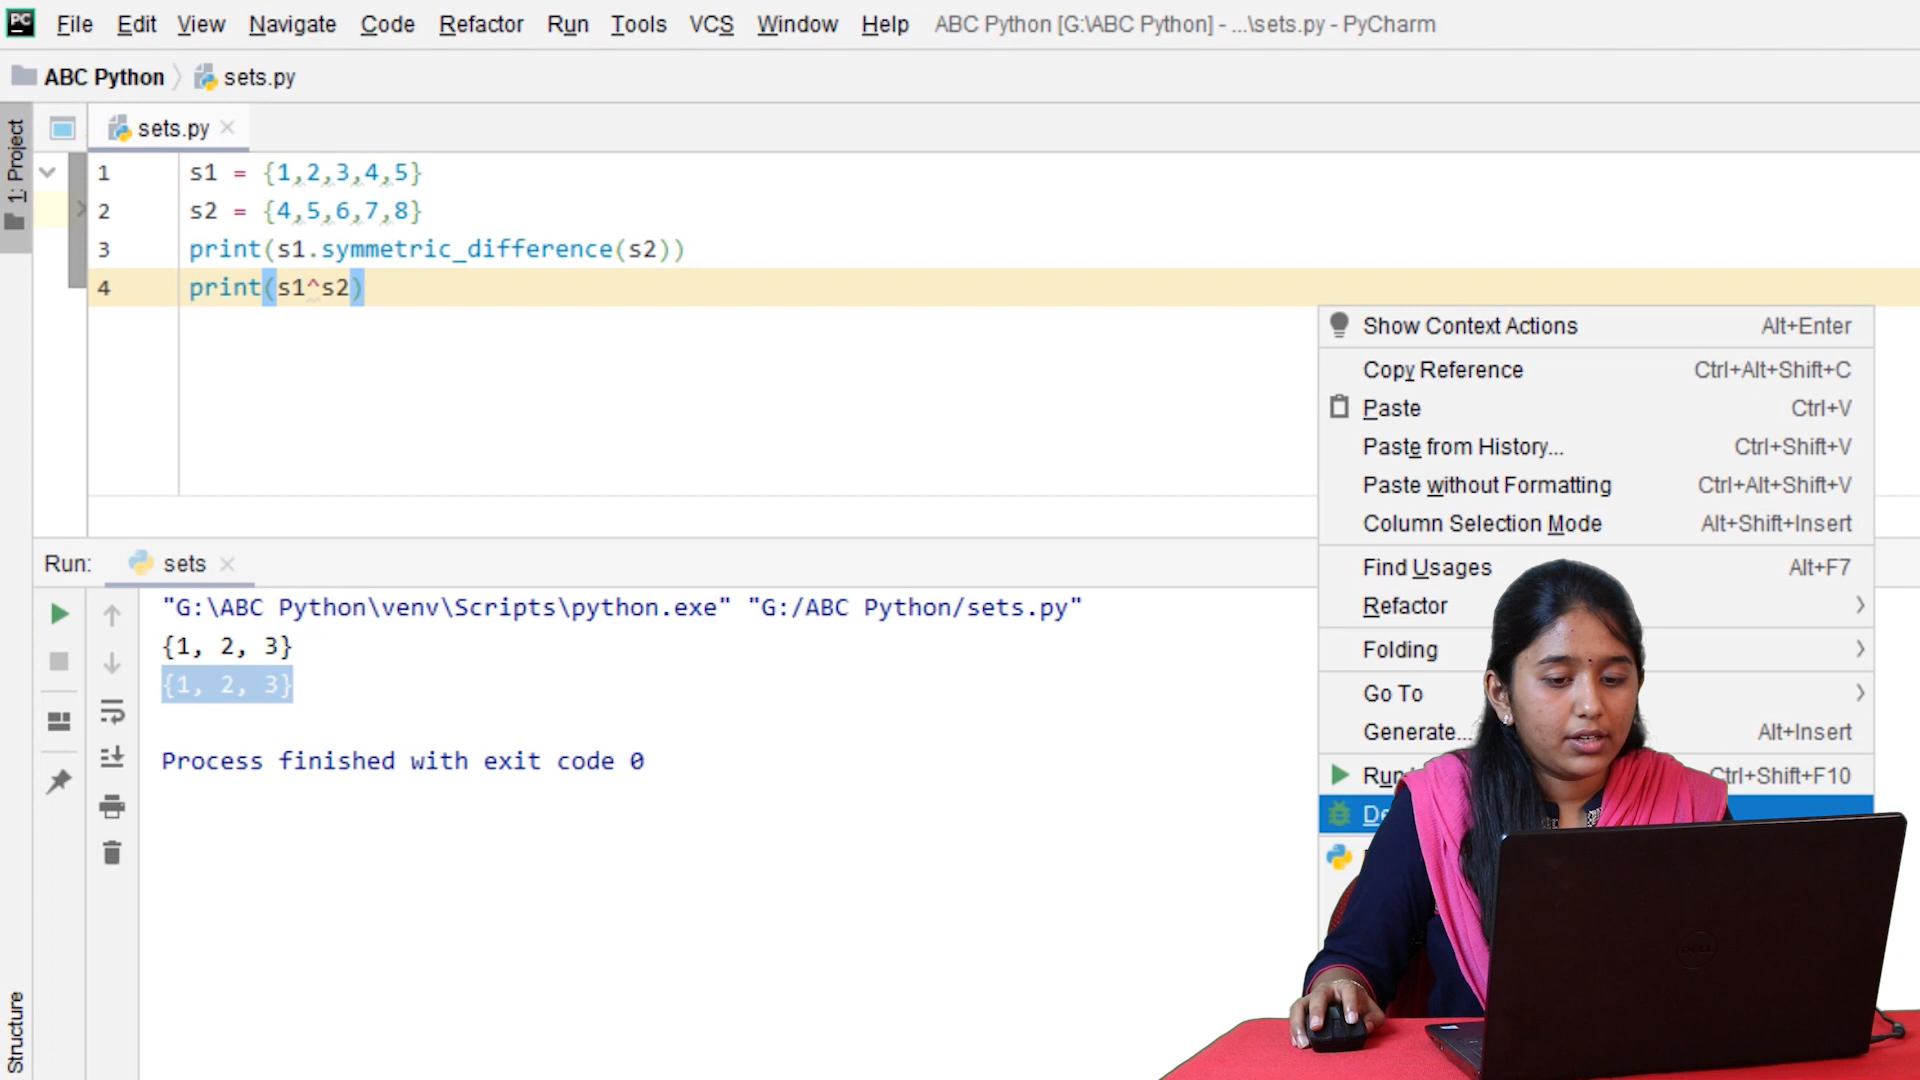 PC File Edit View Navigate Code Refactor Run Tools VCS Window Help ABC Python [G:\ABC Python] - ...\sets.py - PyCharm
ABC Python sets.py
1: Project
sets.py
1 s1 = {1,2,3,4,5}
2 s2 = {4,5,6,7,8}
3 print(s1.symmetric_difference(s2))
4 print(s1^s2)
Show Context Actions Alt+Enter
Copy Reference Ctrl+Alt+Shift+C
Paste Ctrl+V
Paste from History... Ctrl+Shift+V
Paste without Formatting Ctrl+Alt+Shift+V
Column Selection Mode Alt+Shift+Insert
Find Usages Alt+F7
Refactor
Folding
Go To
Generate... Alt+Insert
Run Ctrl+Shift+F10
Run: sets
"G:\ABC Python\venv\Scripts\python.exe" "G:/ABC Python/sets.py"
{1, 2, 3}
{1, 2, 3}
Process finished with exit code 0
Structure
DELL